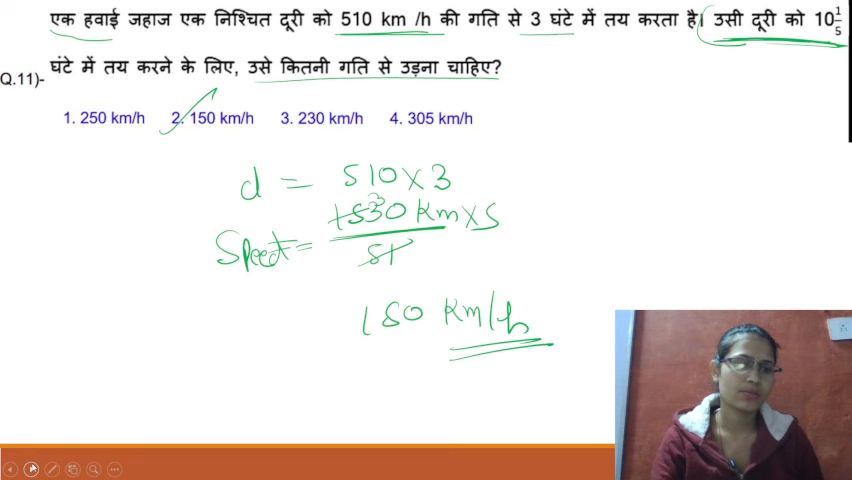 एक हवाई जहाज एक निश्चित दूरी को 510 km /h की गति से 3 घंटे में तय करता है। उसी दूरी को 10 1/5
Q.11)- घंटे में तय करने के लिए, उसे कितनी गति से उड़ना चाहिए?
1. 250 km/h 2. 150 km/h 3. 230 km/h 4. 305 km/h
d = 510 × 3
3
1530 Km × 5
Speed =
51
150 km/h